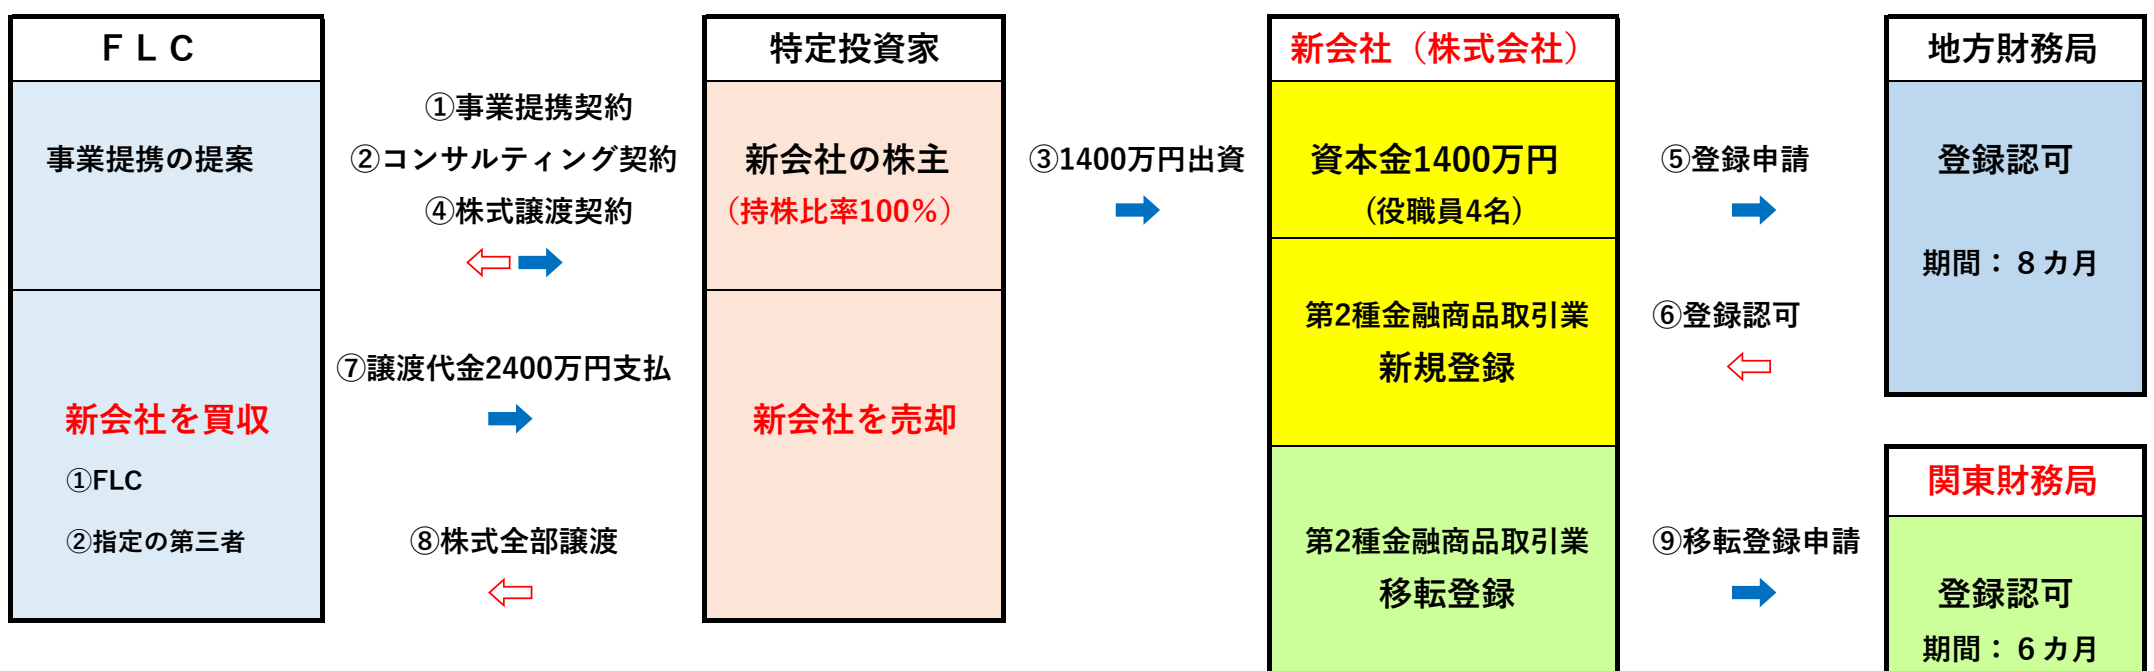 ＦＬＣ
事業提携の提案
新会社を買収
①FLC
②指定の第三者
①事業提携契約
②コンサルティング契約
④株式譲渡契約
⑦譲渡代金2400万円支払
⑧株式全部譲渡
特定投資家
新会社の株主
（持株比率100％）
新会社を売却
③1400万円出資
新会社（株式会社）
資本金1400万円
(役職員4名)
第2種金融商品取引業
新規登録
第2種金融商品取引業
移転登録
⑤登録申請
⑥登録認可
⑨移転登録申請
地方財務局
登録認可
期間：８カ月
関東財務局
登録認可
期間：６カ月